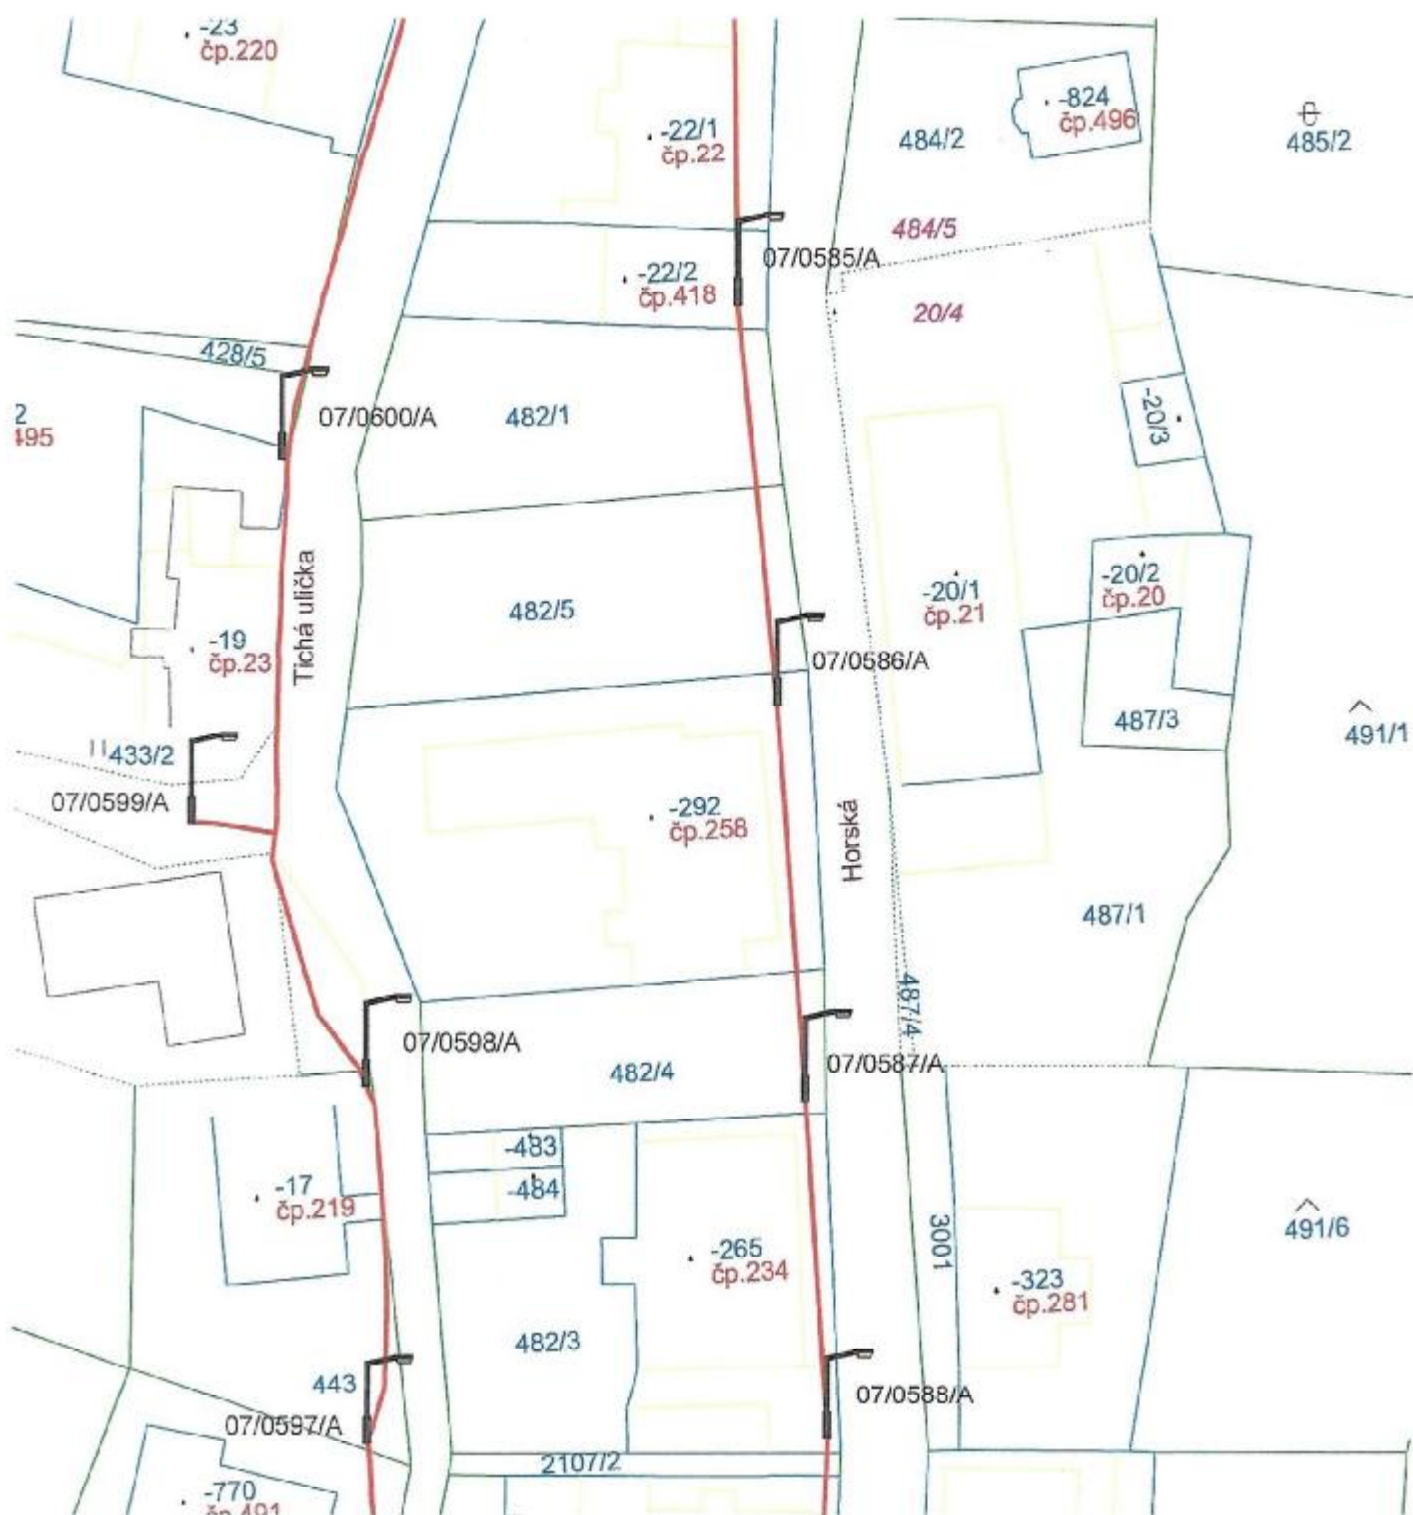 -23
čp.220
-22/1
čp.22
-824
čp.496
484/2
485/2
484/5
07/0585/A
-22/2
čp.418
20/4
428/5
07/0600/A
482/1
-20/3
2
495
Tichá ulička
482/5
-20/1
čp.21
-20/2
čp.20
-19
čp.23
07/0586/A
487/3
491/1
433/2
07/0599/A
-292
čp.258
Horská
487/1
487/4
07/0598/A
482/4
07/0587/A
-483
-484
-17
čp.219
3001
491/6
-265
čp.234
-323
čp.281
482/3
443
07/0588/A
07/0597/A
2107/2
-770
čp.491